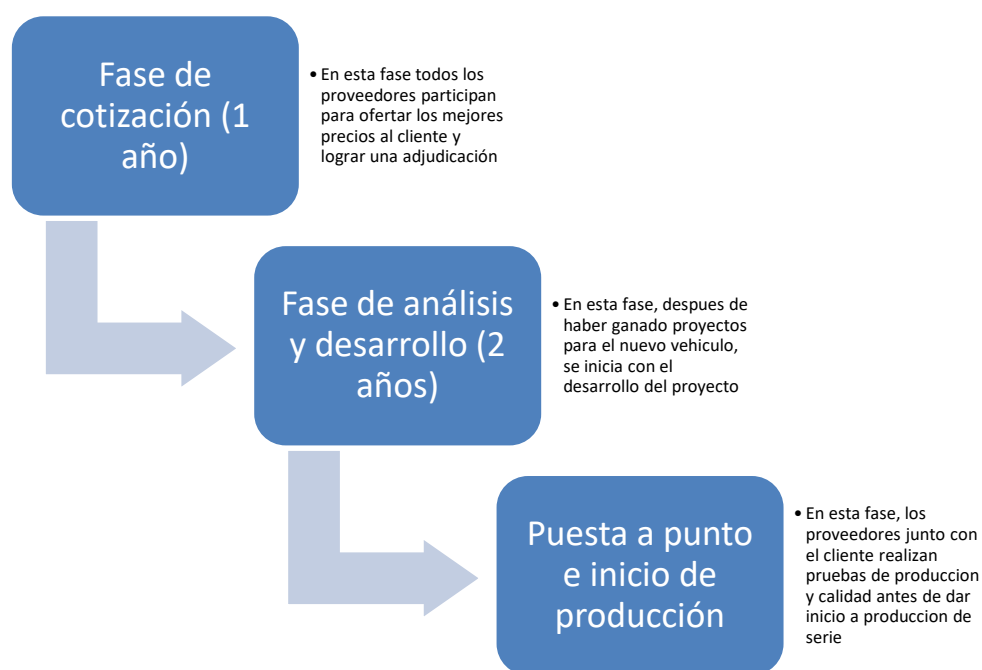 Fase de
cotización (1
año)
• En esta fase todos los
proveedores participan
para ofertar los mejores
precios al cliente y
lograr una adjudicación
Fase de análisis
y desarrollo (2
años)
• En esta fase, despues de
haber ganado proyectos
para el nuevo vehiculo,
se inicia con el
desarrollo del proyecto
Puesta a punto
e inicio de
producción
• En esta fase, los
proveedores junto con
el cliente realizan
pruebas de produccion
y calidad antes de dar
inicio a produccion de
serie